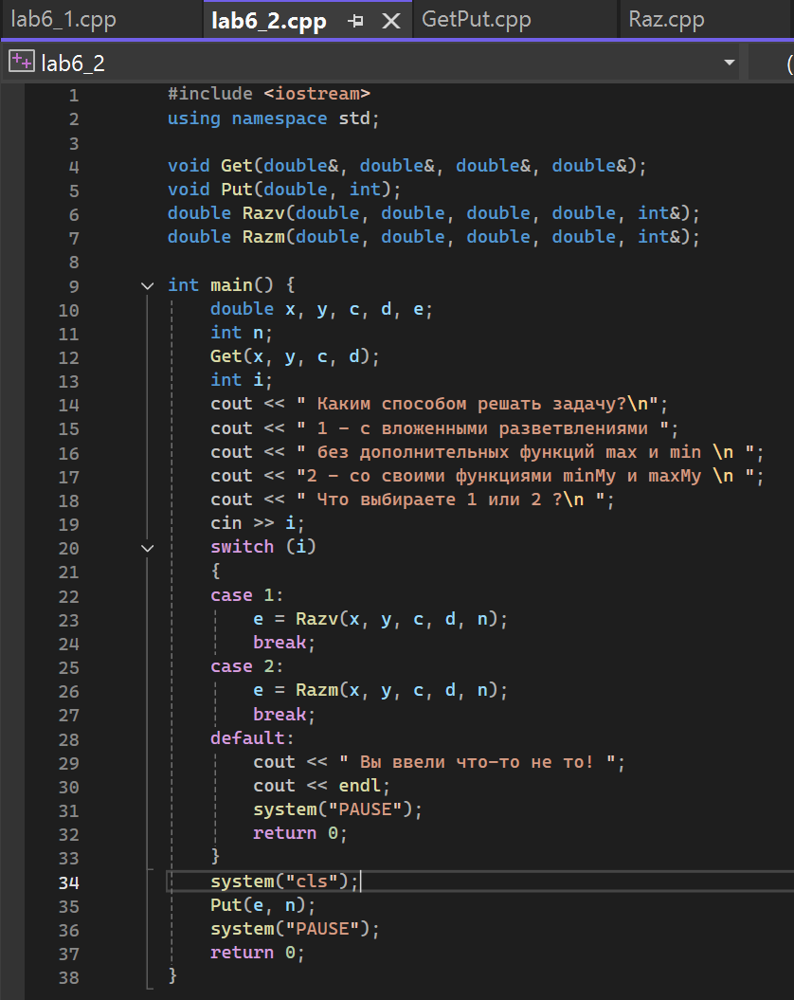 lab6_1.cpp lab6_2.cpp GetPut.cpp Raz.cpp
lab6_2 (
1 #include <iostream>
2 using namespace std;
3
4 void Get(double&, double&, double&, double&);
5 void Put(double, int);
6 double Razv(double, double, double, double, int&);
7 double Razm(double, double, double, double, int&);
8
9 int main() {
10 double x, y, c, d, e;
11 int n;
12 Get(x, y, c, d);
13 int i;
14 cout << " Каким способом решать задачу?\n";
15 cout << " 1 - с вложенными разветвлениями ";
16 cout << " без дополнительных функций max и min \n ";
17 cout << "2 - со своими функциями minMy и maxMy \n ";
18 cout << " Что выбираете 1 или 2 ?\n ";
19 cin >> i;
20 switch (i)
21 {
22 case 1:
23 e = Razv(x, y, c, d, n);
24 break;
25 case 2:
26 e = Razm(x, y, c, d, n);
27 break;
28 default:
29 cout << " Вы ввели что-то не то! ";
30 cout << endl;
31 system("PAUSE");
32 return 0;
33 }
34 system("cls");
35 Put(e, n);
36 system("PAUSE");
37 return 0;
38 }